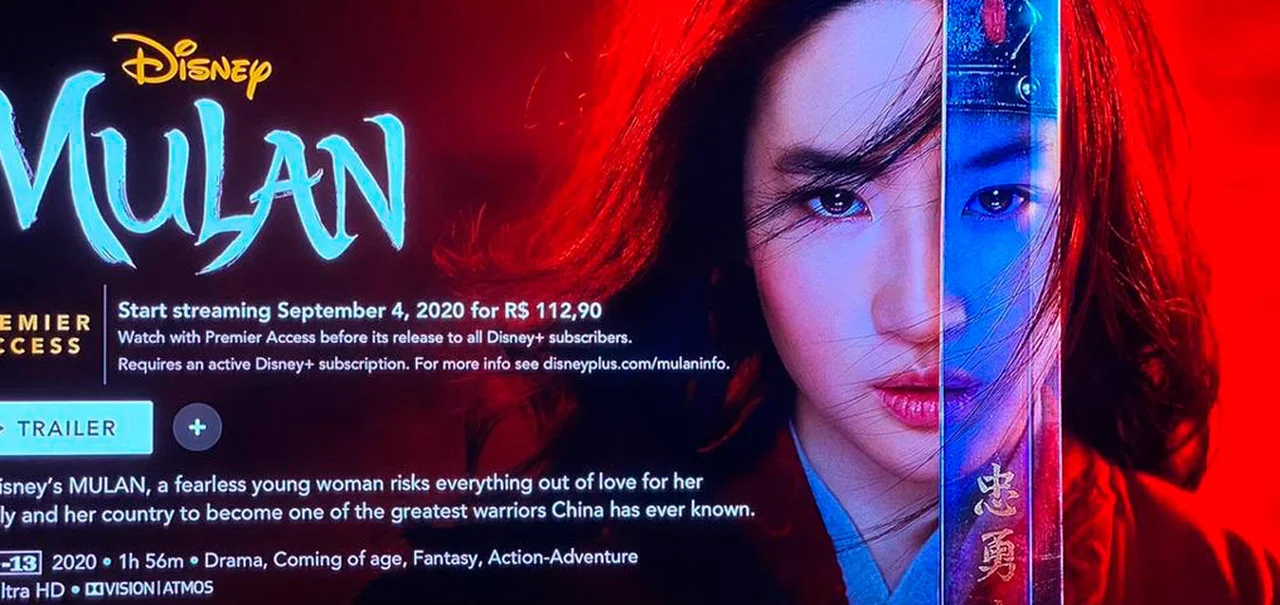 Disney
MULAN
EMIER
CCESS
Start streaming September 4, 2020 for R$ 112,90
Watch with Premier Access before its release to all Disney+ subscribers.
Requires an active Disney+ subscription. For more info see disneyplus.com/mulaninfo.
TRAILER
+
isney's MULAN, a fearless young woman risks everything out of love for her
ly and her country to become one of the greatest warriors China has ever known.
-13 2020 • 1h 56m • Drama, Coming of age, Fantasy, Action-Adventure
ltra HD • VISION | ATMOS
忠
勇